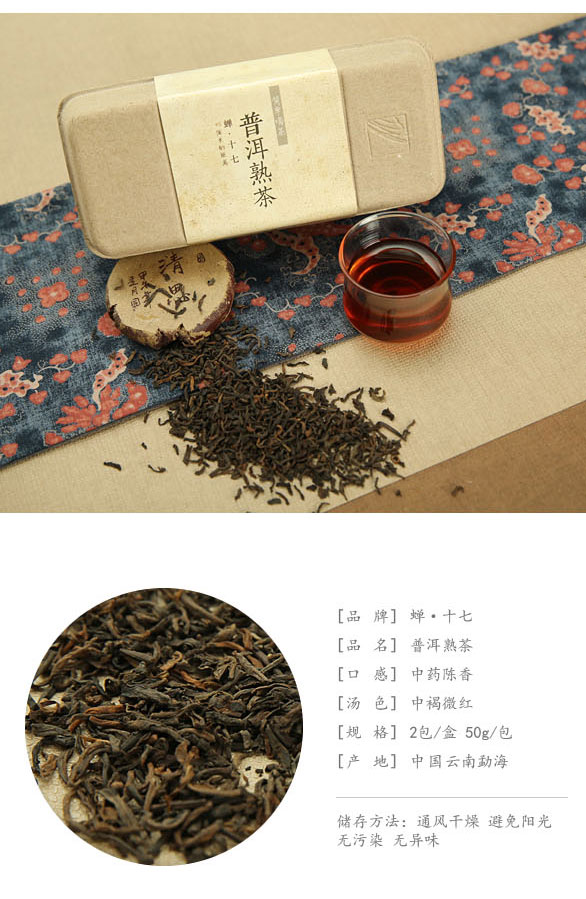 普洱熟茶
蝉·十七
清
[品 牌] 蝉·十七
[品 名] 普洱熟茶
[口 感] 中药陈香
[汤 色] 中褐微红
[规 格] 2包/盒 50g/包
[产 地] 中国云南勐海
储存方法: 通风干燥 避免阳光
无污染 无异味